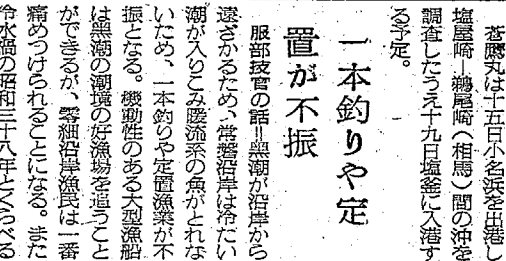 蒼鷹丸は十五日小名浜を出港し
塩屋崎―鵜尾崎（相馬）間の沖を
調査したうえ十九日塩釜に入港す
る予定。
一本釣りや定
置が不振
服部技官の話＝黒潮が沿岸から
遠ざかるため、常磐沿岸は冷たい
潮が入りこみ暖流系の魚がとれな
いため、一本釣りや定置漁業が不
振となる。機動性のある大型漁船
は黒潮の潮境の好漁場を追うこと
ができるが、零細沿岸漁民は一番
痛めつけられることになる。また
冷水禍の昭和三十八年とくらべる